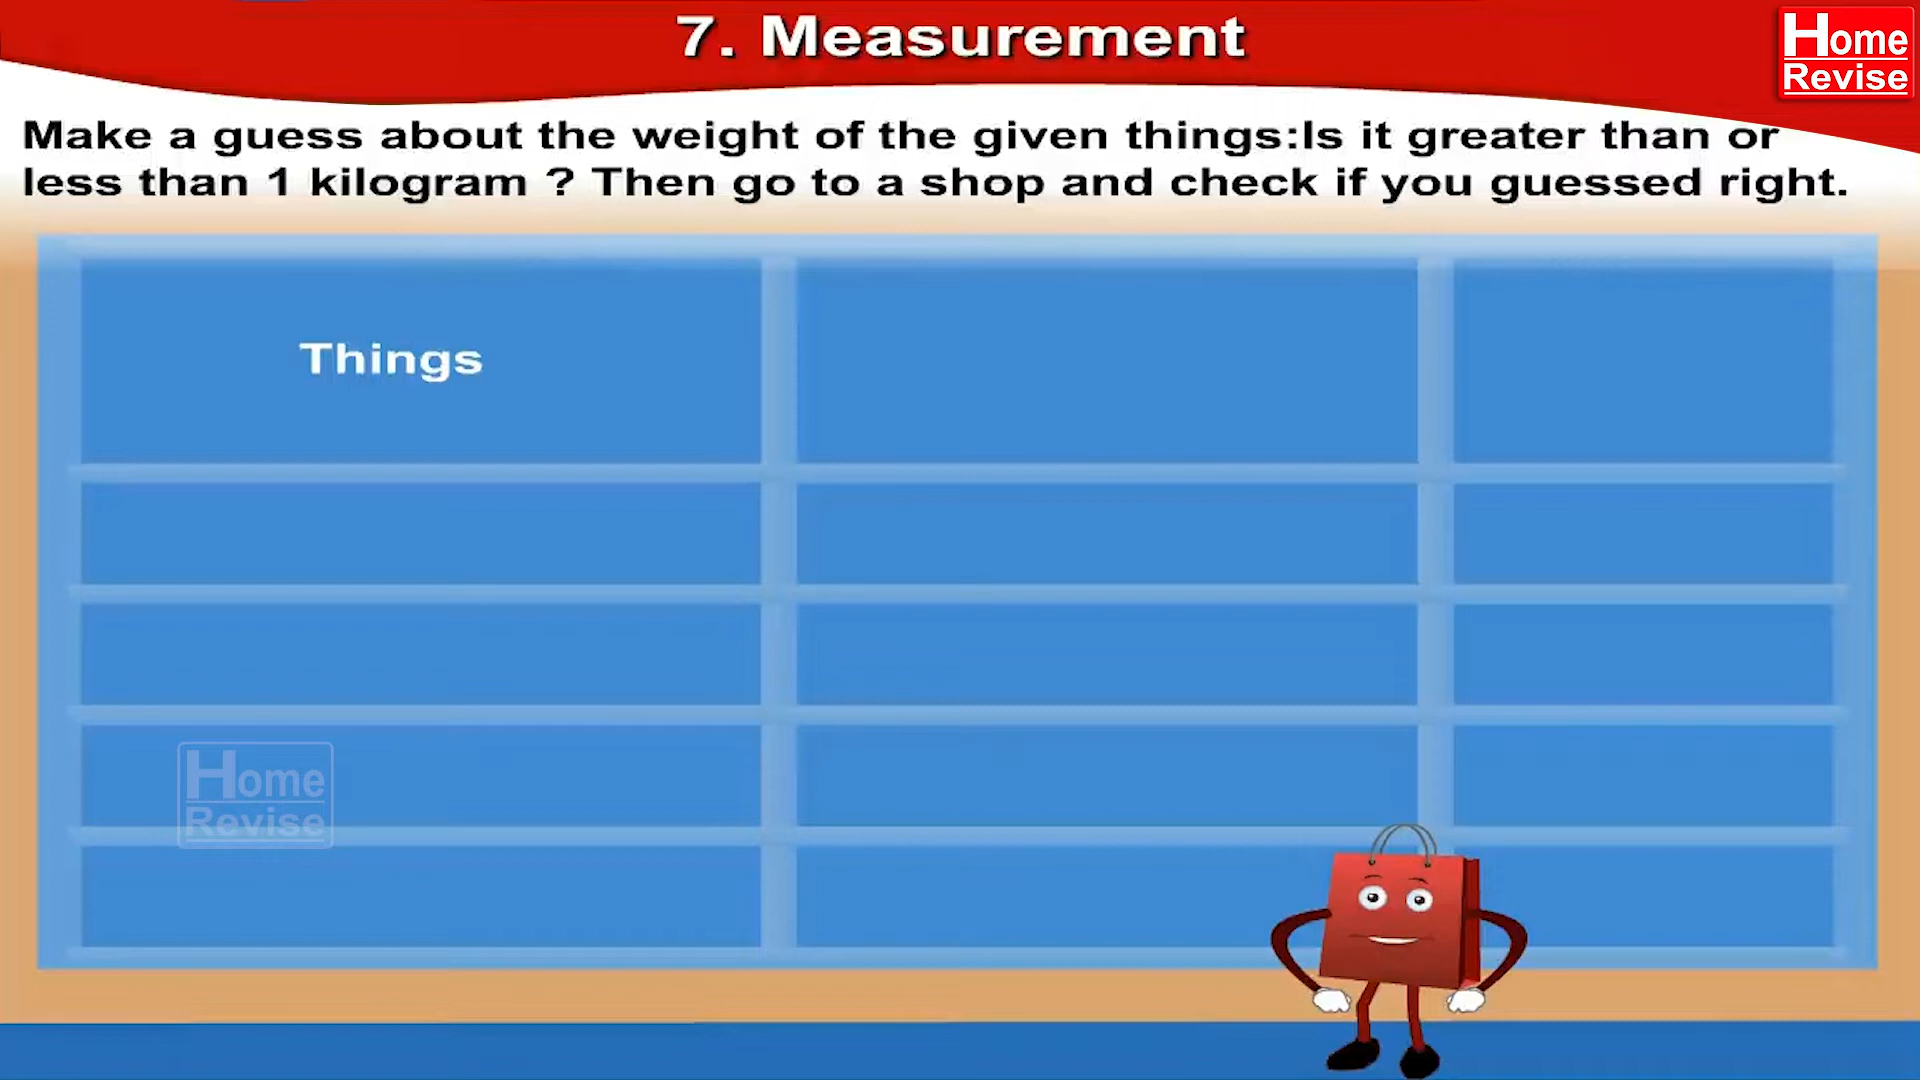 7. Measurement
Home
Revise
Make a guess about the weight of the given things:Is it greater than or
less than 1 kilogram ? Then go to a shop and check if you guessed right.
Things
Home
Revise